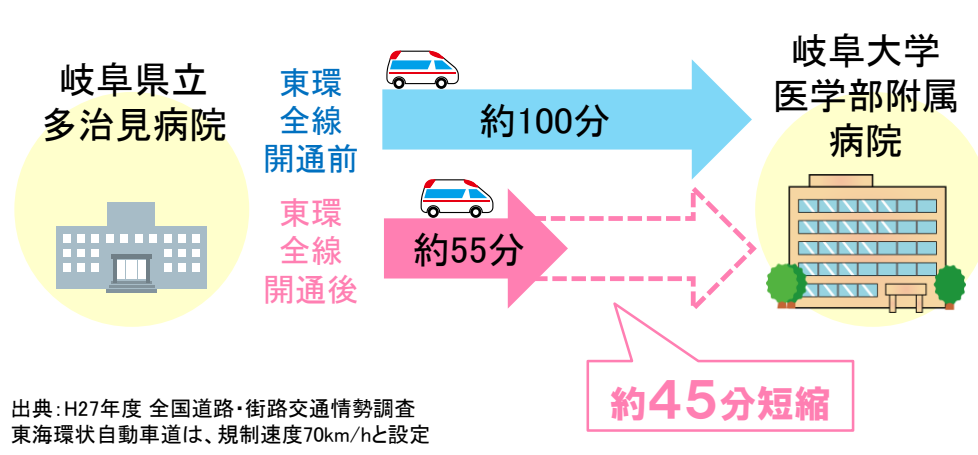 岐阜県立
多治見病院
東環
全線
開通前
約100分
岐阜大学
医学部附属
病院
東環
全線
開通後
約55分
約45分短縮
出典：H27年度 全国道路・街路交通情勢調査
東海環状自動車道は、規制速度70km/hと設定